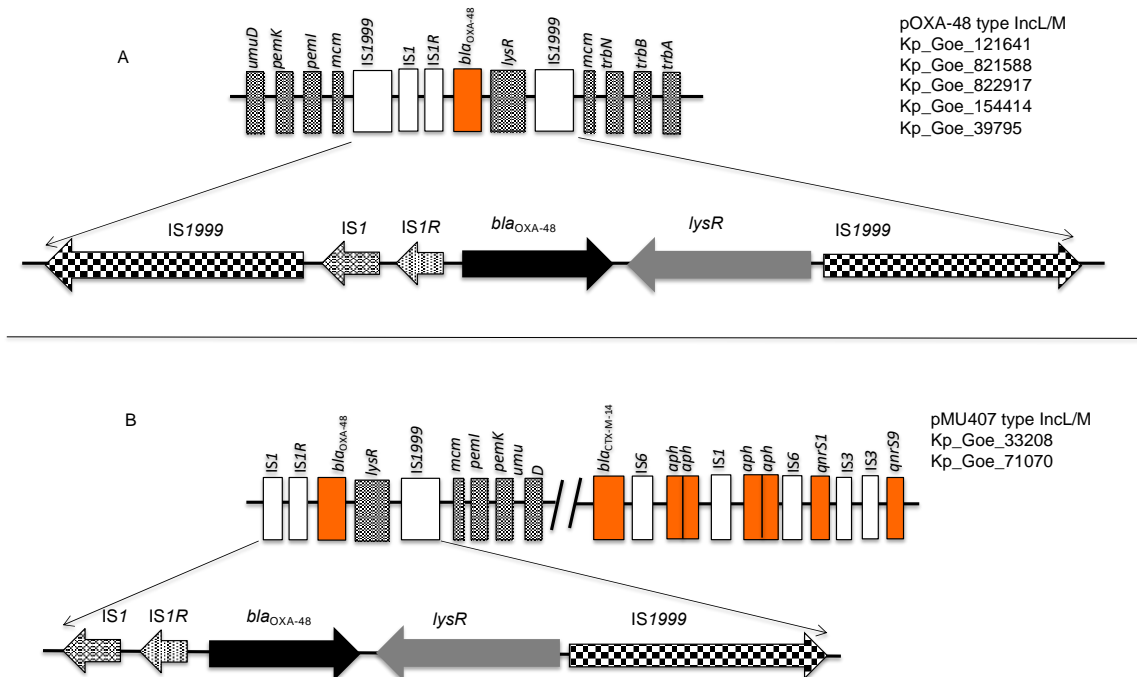 A
umuD pemK pemI mcm IS1999 IS1 IS1R blaOXA-48 lysR IS1999 mcm trbN trbB trbA
pOXA-48 type IncL/M
Kp_Goe_121641
Kp_Goe_821588
Kp_Goe_822917
Kp_Goe_154414
Kp_Goe_39795
IS1999 IS1 IS1R blaOXA-48 lysR IS1999
B
IS1 IS1R blaOXA-48 lysR IS1999 mcm pemI pemK umu D blaCTX-M-14 IS6 aph aph IS1 aph aph IS6 qnrS1 IS3 IS3 qnrS9
pMU407 type IncL/M
Kp_Goe_33208
Kp_Goe_71070
IS1 IS1R blaOXA-48 lysR IS1999